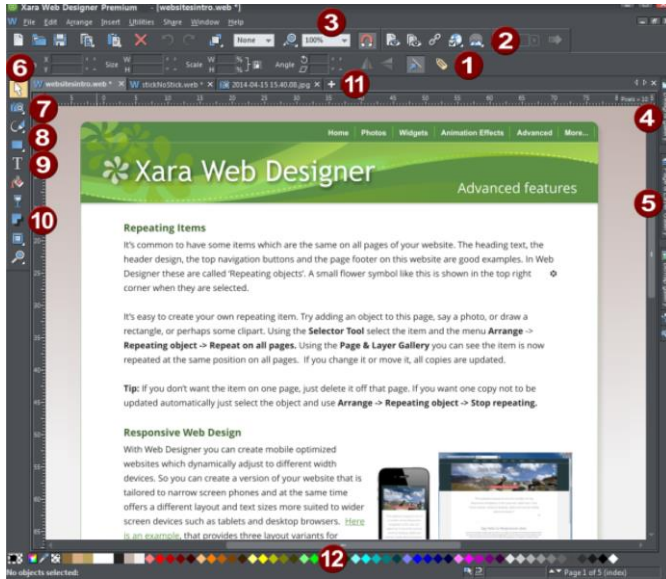 Xara Web Designer Premium - [websitesintro.web *]
File Edit Arrange Insert Utilities Share Window Help
3
None
100%
2
6
X
Size W
H
Scale W
H
%
%
Angle
1
websitesintro.web * × stickNoStick.web * × 2014-04-15 15.40.08.jpg × +
11
7
4
8
9
10
5
Home Photos Widgets Animation Effects Advanced More...
Xara Web Designer
Advanced features
Repeating Items
It's common to have some items which are the same on all pages of your website. The heading text, the
header design, the top navigation buttons and the page footer on this website are good examples. In Web
Designer these are called 'Repeating objects'. A small flower symbol like this is shown in the top right
corner when they are selected.
It's easy to create your own repeating item. Try adding an object to this page, say a photo, or draw a
rectangle, or perhaps some clipart. Using the Selector Tool select the item and the menu Arrange ->
Repeating object -> Repeat on all pages. Using the Page & Layer Gallery you can see the item is now
repeated at the same position on all pages. If you change it or move it, all copies are updated.
Tip: If you don't want the item on one page, just delete it off that page. If you want one copy not to be
updated automatically just select the object and use Arrange -> Repeating object -> Stop repeating.
Responsive Web Design
With Web Designer you can create mobile optimized
websites which dynamically adjust to different width
devices. So you can create a version of your website that is
tailored to narrow screen phones and at the same time
offers a different layout and text sizes more suited to wider
screen devices such as tablets and desktop browsers. Here
is an example, that provides three layout variants for
12
No objects selected:
Page 1 of 5 (index)